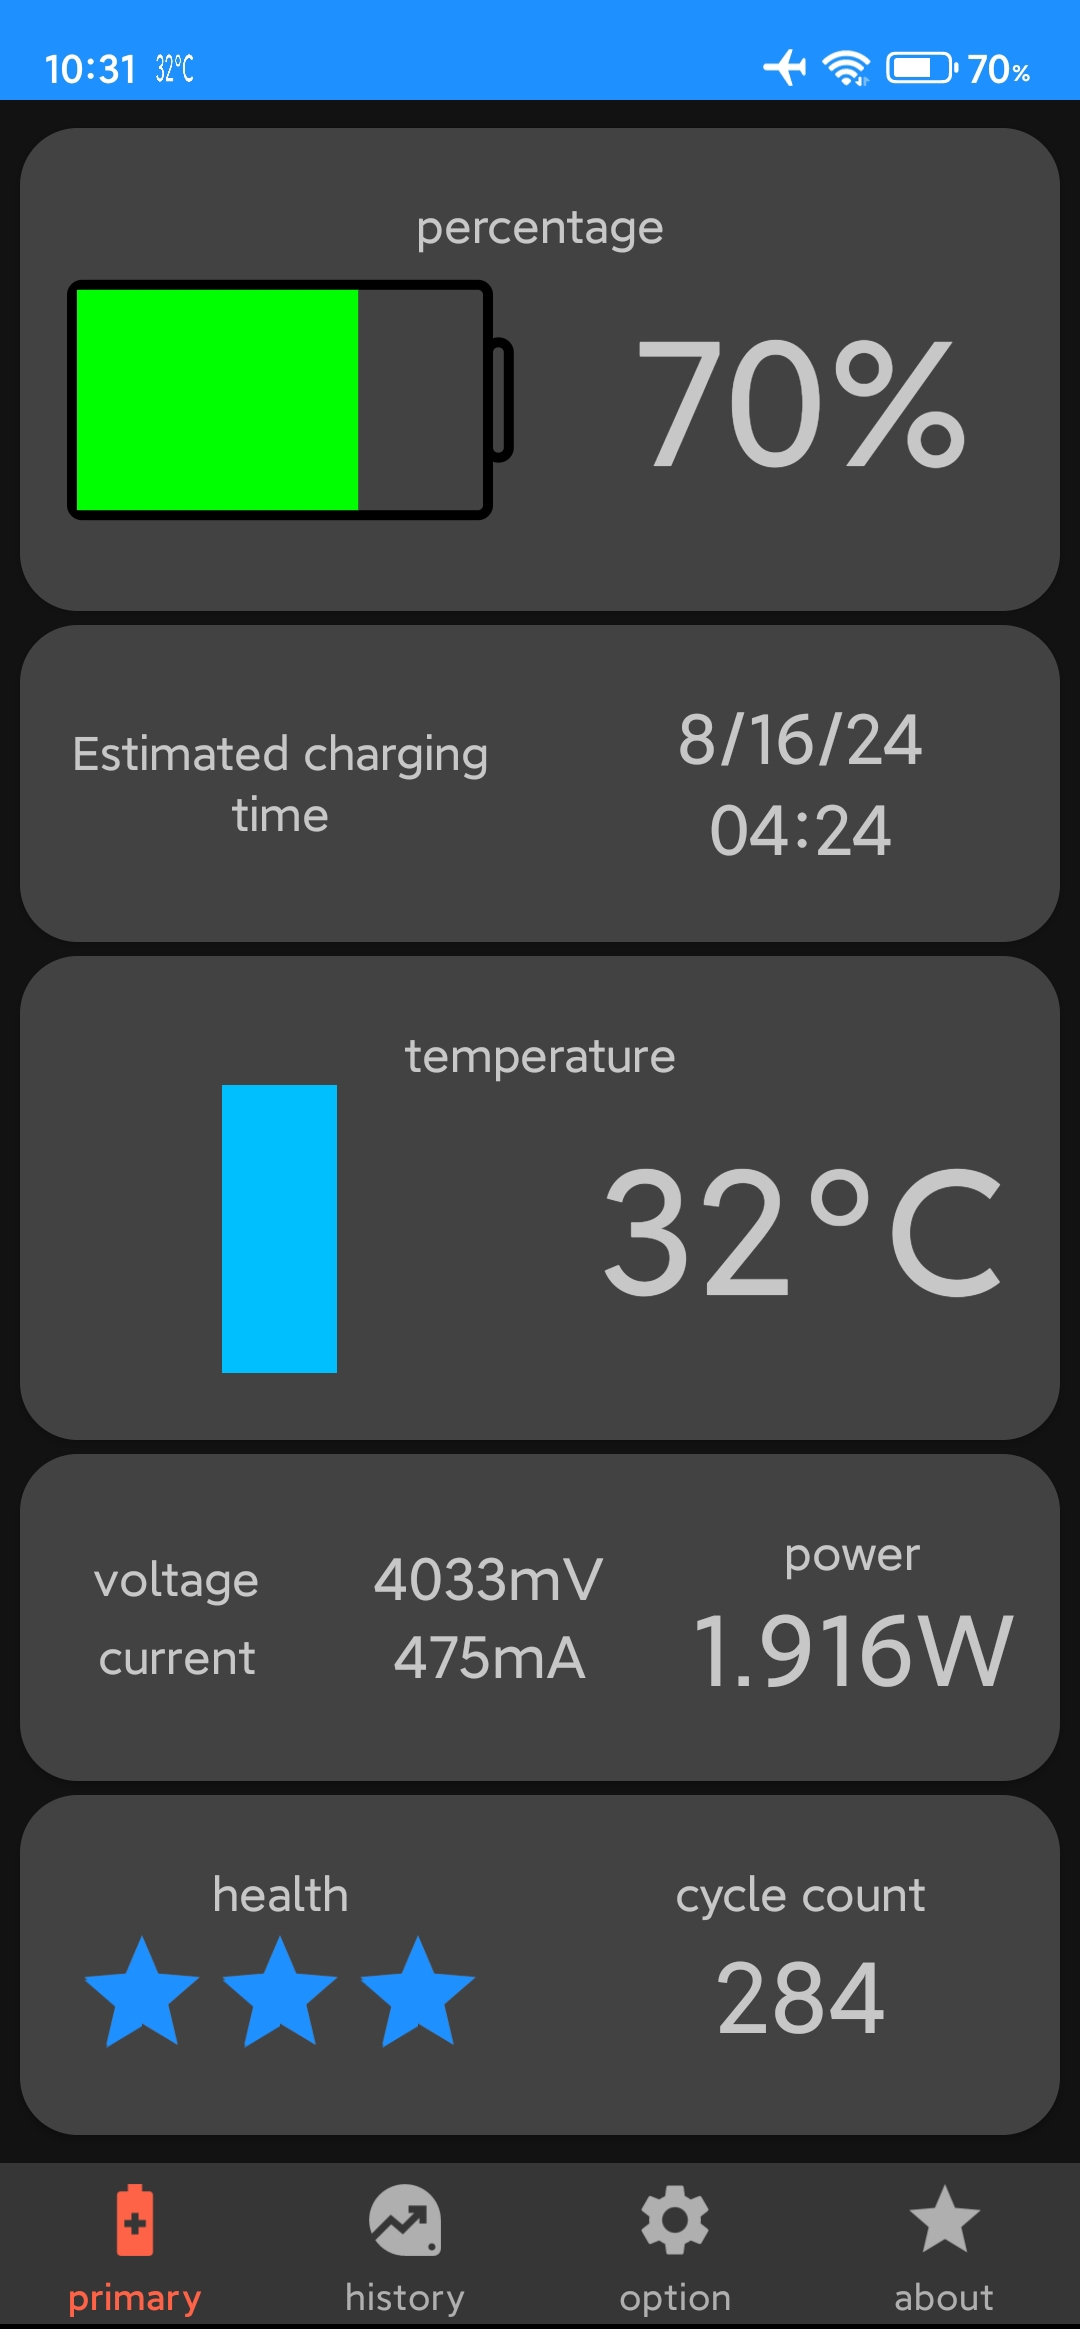 10:31 32°C 70%
percentage
70%
Estimated charging
time
8/16/24
04:24
temperature
32°C
voltage 4033mV
current 475mA
power
1.916W
health
cycle count
284
primary history option about